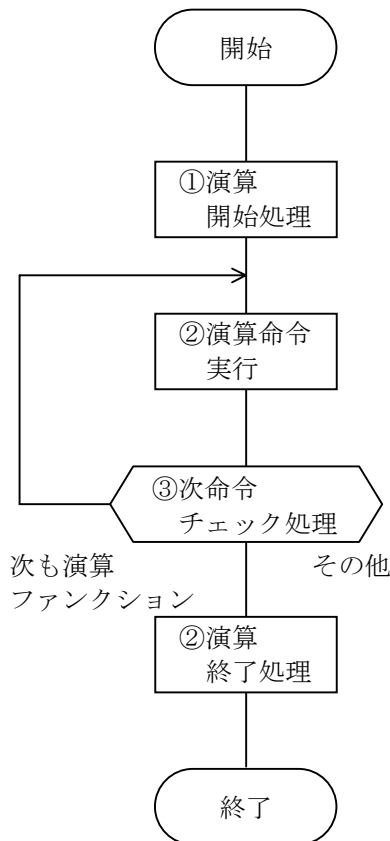 開始
①演算
開始処理
②演算命令
実行
③次命令
チェック処理
次も演算
ファンクション
その他
②演算
終了処理
終了